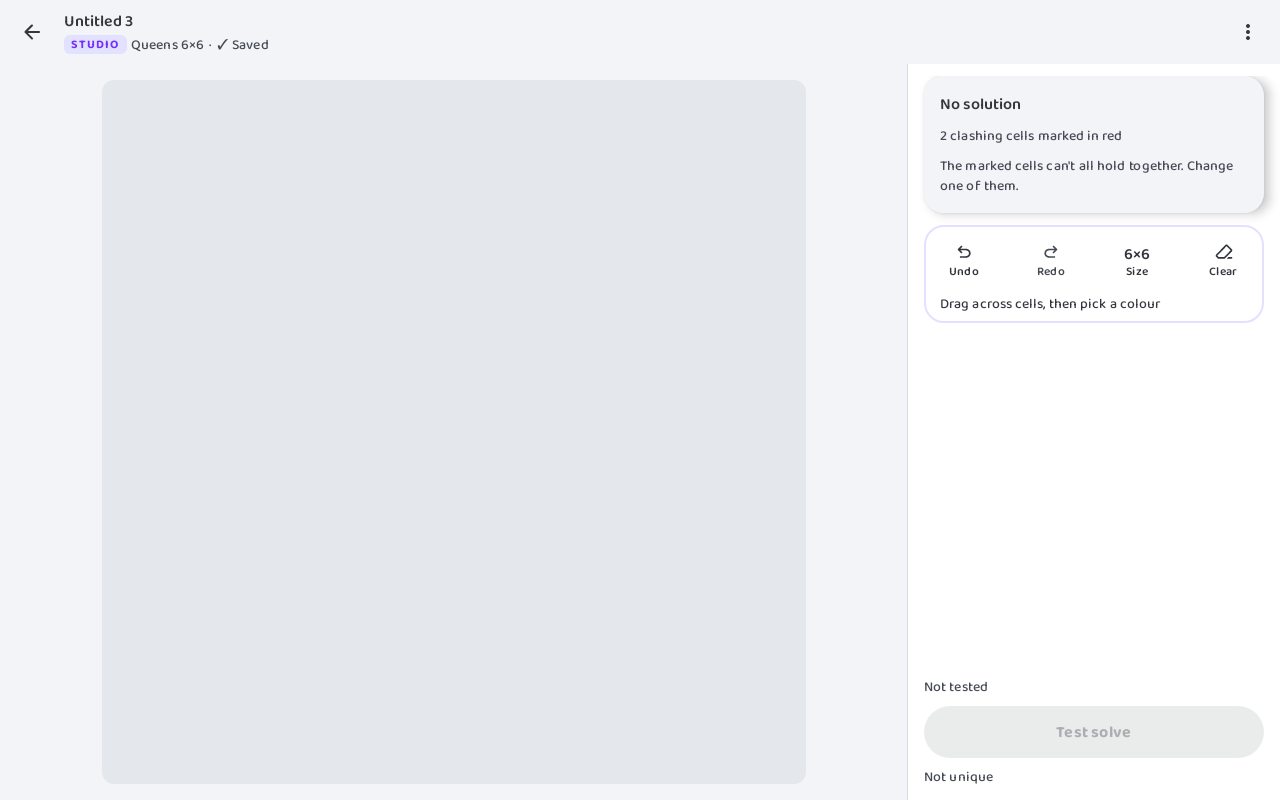 Untitled 3
STUDIO Queens 6×6 · ✓ Saved
No solution
2 clashing cells marked in red
The marked cells can't all hold together. Change
one of them.
Undo
Redo
6×6
Size
Clear
Drag across cells, then pick a colour
Not tested
Test solve
Not unique